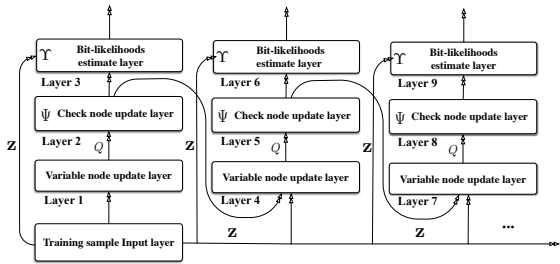 ϒ Bit-likelihoods estimate layer
Layer 3
Ψ Check node update layer
Layer 2
Q
Z
Variable node update layer
Layer 1
Training sample Input layer
ϒ Bit-likelihoods estimate layer
Layer 6
Ψ Check node update layer
Layer 5
Q
Z
Variable node update layer
Layer 4
Z
ϒ Bit-likelihoods estimate layer
Layer 9
Ψ Check node update layer
Layer 8
Q
Z
Variable node update layer
Layer 7
Z
...